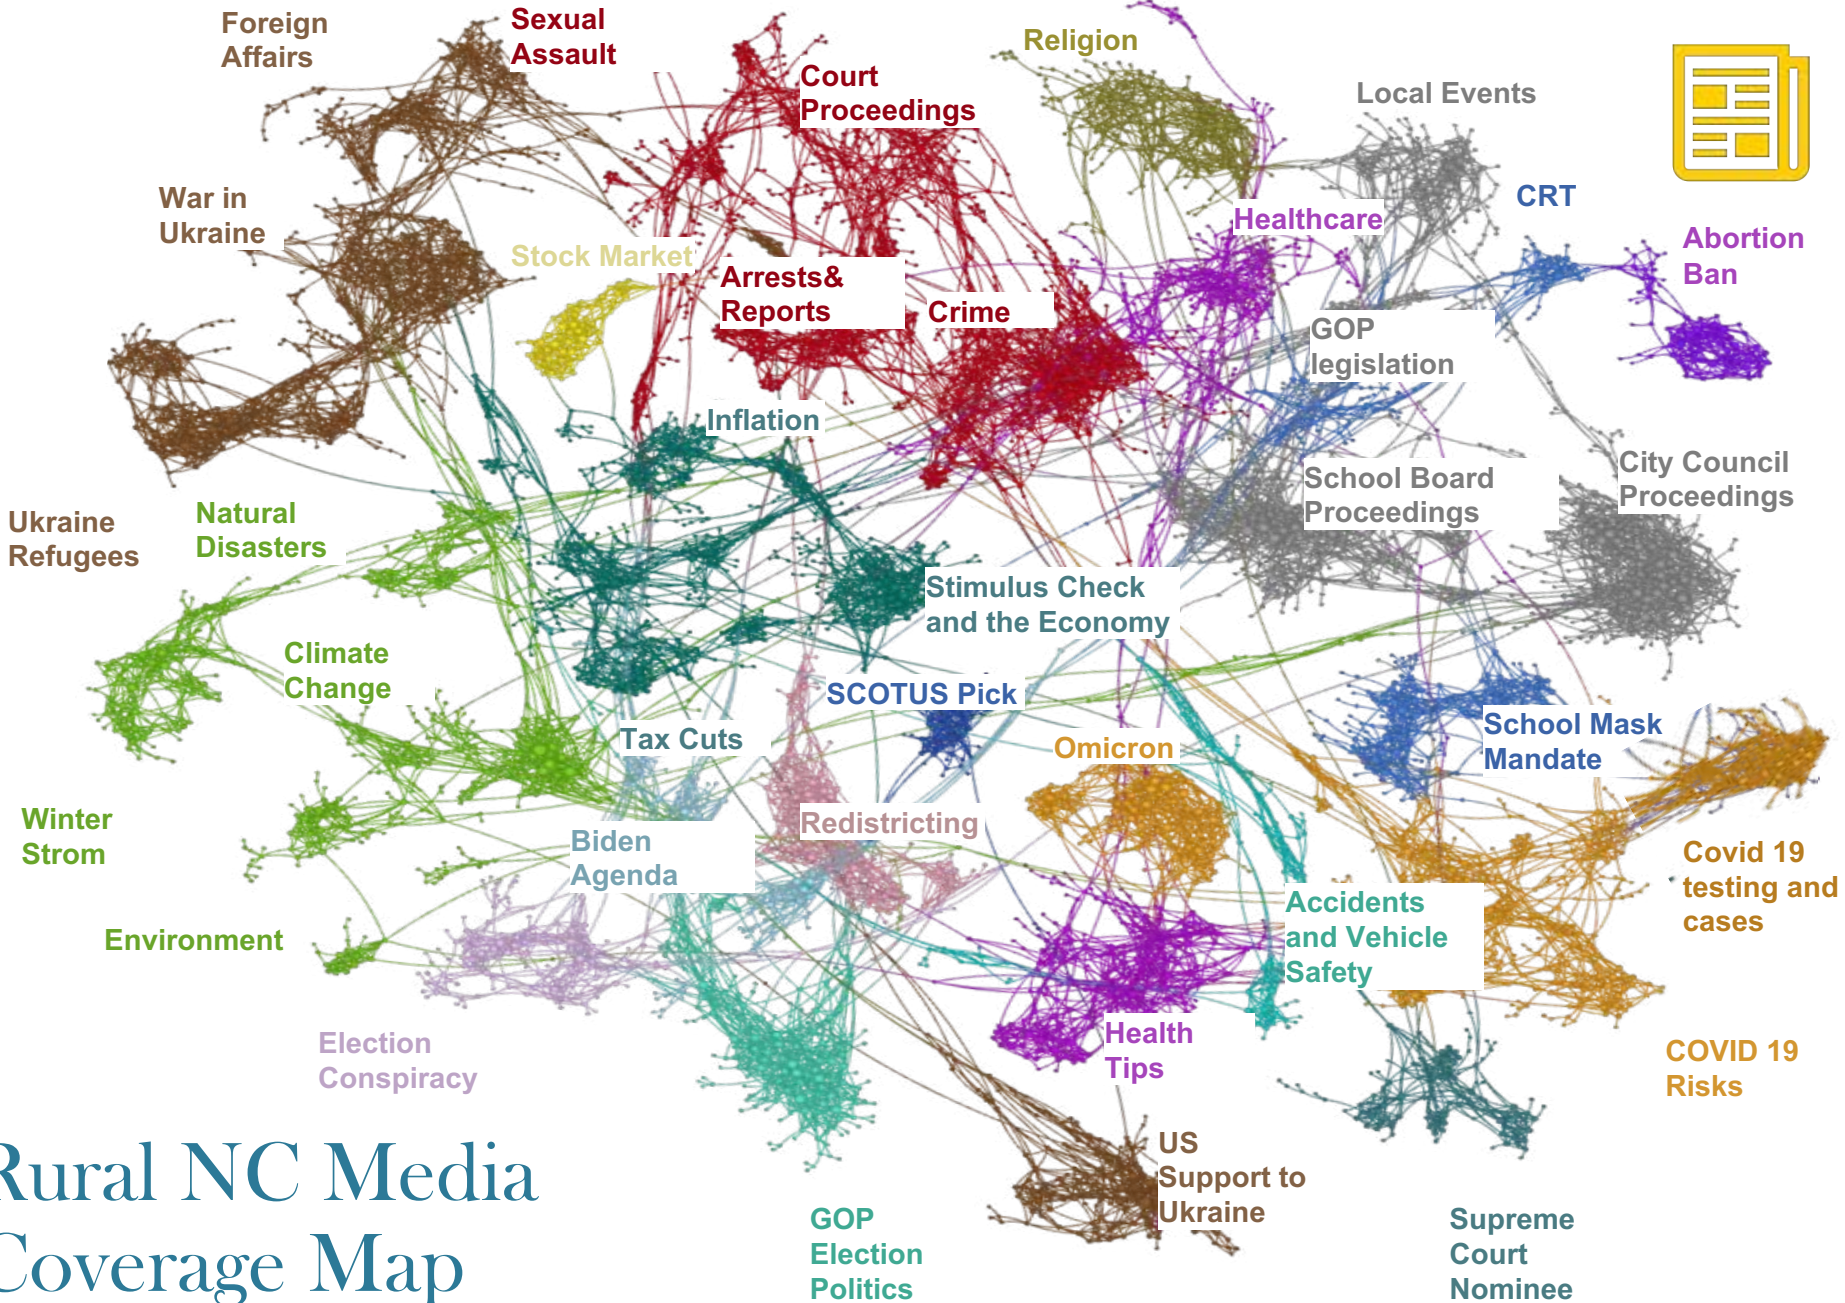 Foreign
Affairs
Sexual
Assault
Court
Proceedings
Religion
Local Events
War in
Ukraine
Stock Market
Arrests&
Reports
Crime
Healthcare
CRT
Abortion
Ban
GOP
legislation
Inflation
School Board
Proceedings
City Council
Proceedings
Ukraine
Refugees
Natural
Disasters
Stimulus Check
and the Economy
Climate
Change
SCOTUS Pick
Tax Cuts
Omicron
School Mask
Mandate
Winter
Strom
Biden
Agenda
Redistricting
Covid 19
testing and
cases
Environment
Accidents
and Vehicle
Safety
Election
Conspiracy
Health
Tips
COVID 19
Risks
US
Support to
Ukraine
GOP
Election
Politics
Supreme
Court
Nominee
Rural NC Media
Coverage Map